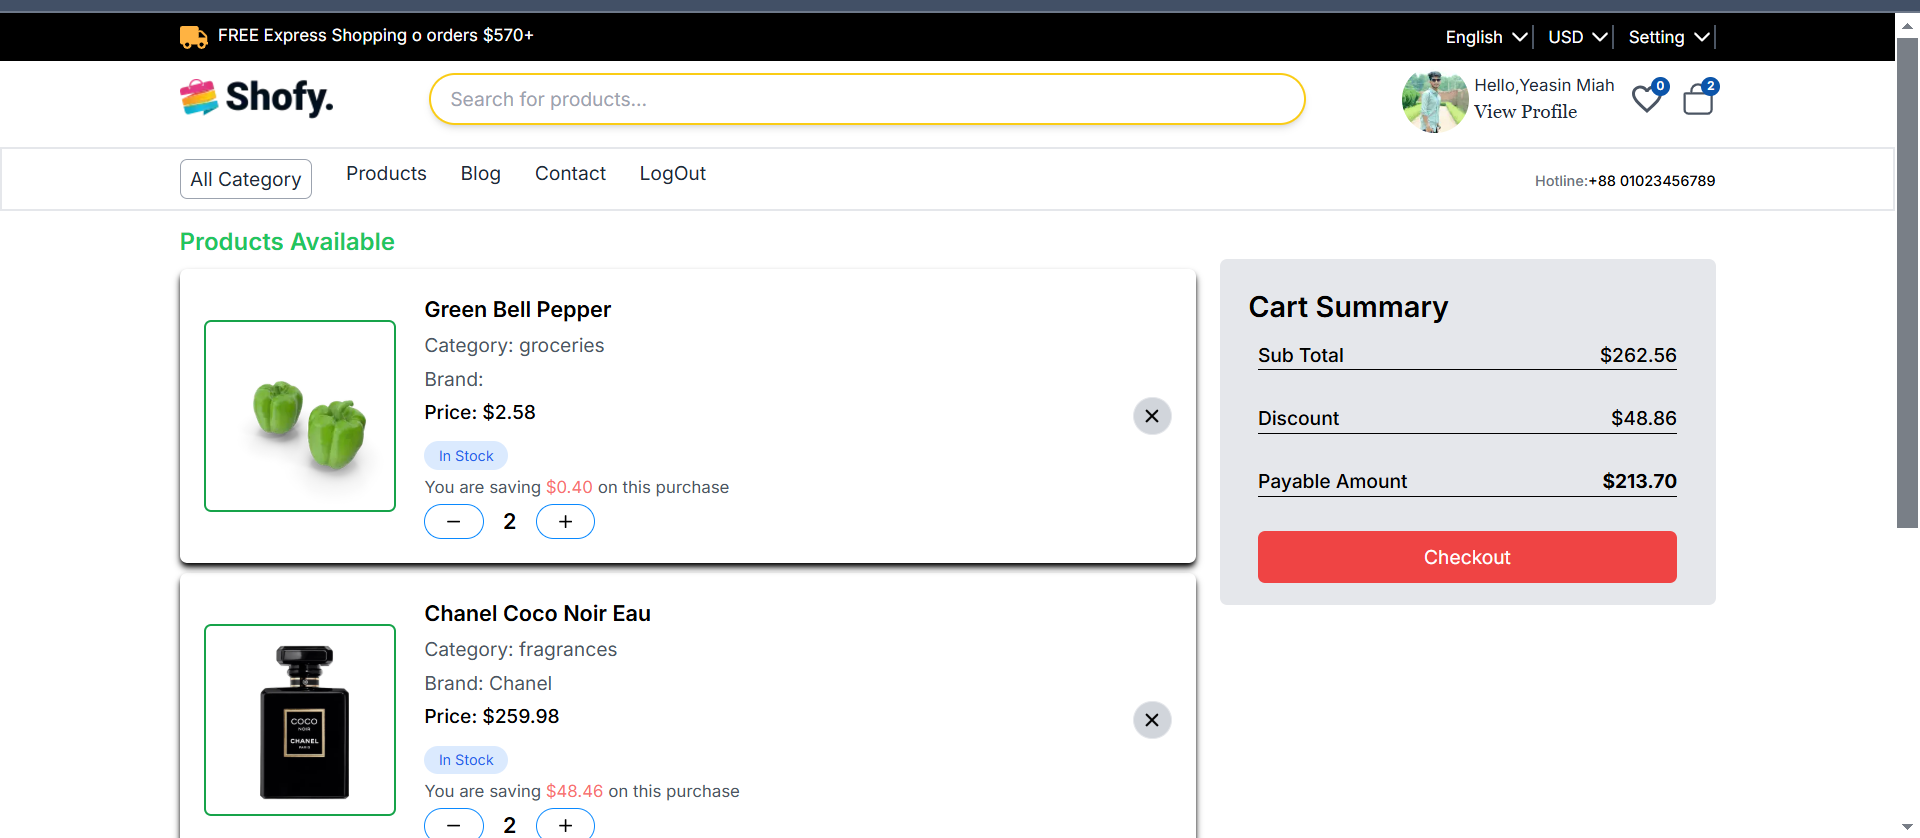 FREE Express Shopping o orders $570+
English
USD
Setting
Shofy.
Search for products...
Hello,Yeasin Miah
View Profile
0
2
All Category
Products
Blog
Contact
LogOut
Hotline:+88 01023456789
Products Available
Green Bell Pepper
Category: groceries
Brand:
Price: $2.58
In Stock
You are saving $0.40 on this purchase
− 2 +
Chanel Coco Noir Eau
Category: fragrances
Brand: Chanel
Price: $259.98
In Stock
You are saving $48.46 on this purchase
− 2 +
COCO
NOIR
CHANEL
PARIS
Cart Summary
Sub Total $262.56
Discount $48.86
Payable Amount $213.70
Checkout